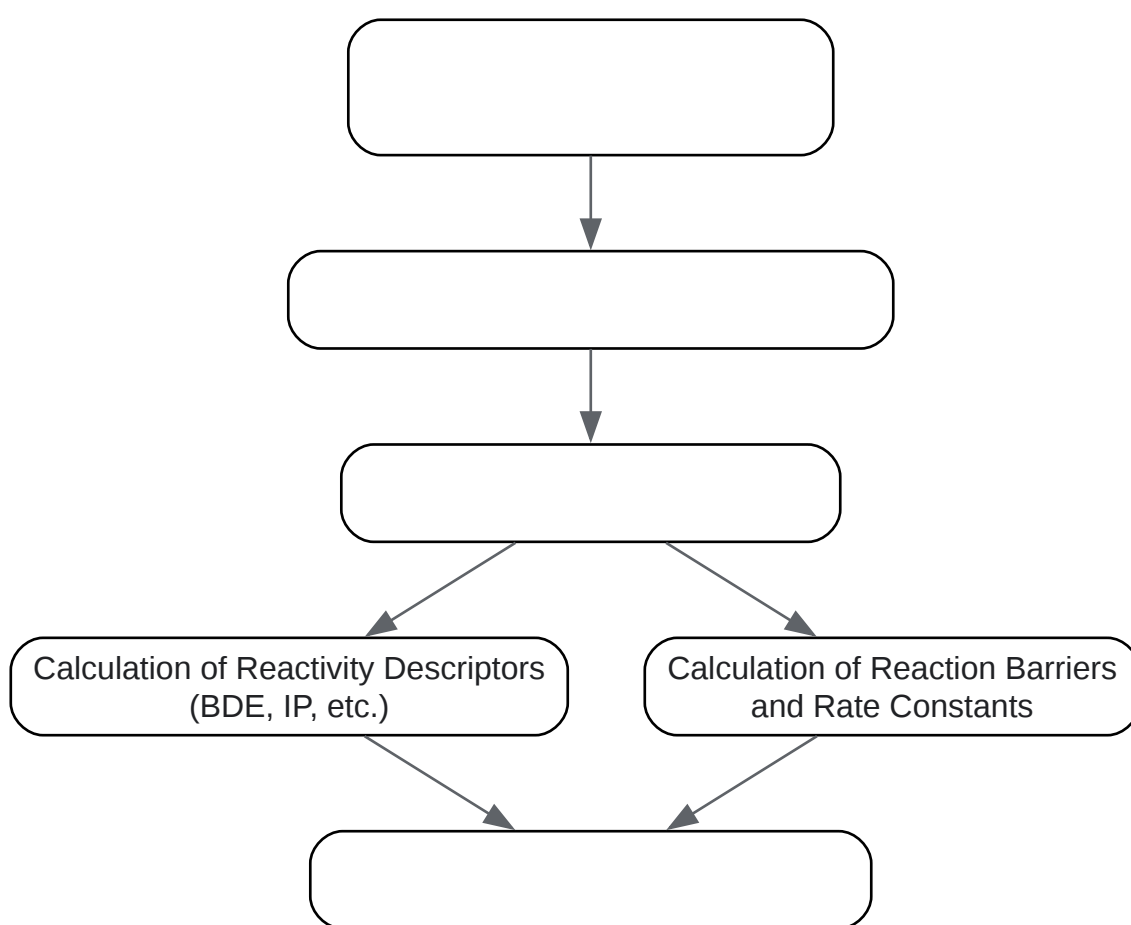 Calculation of Reactivity Descriptors
(BDE, IP, etc.)
Calculation of Reaction Barriers
and Rate Constants